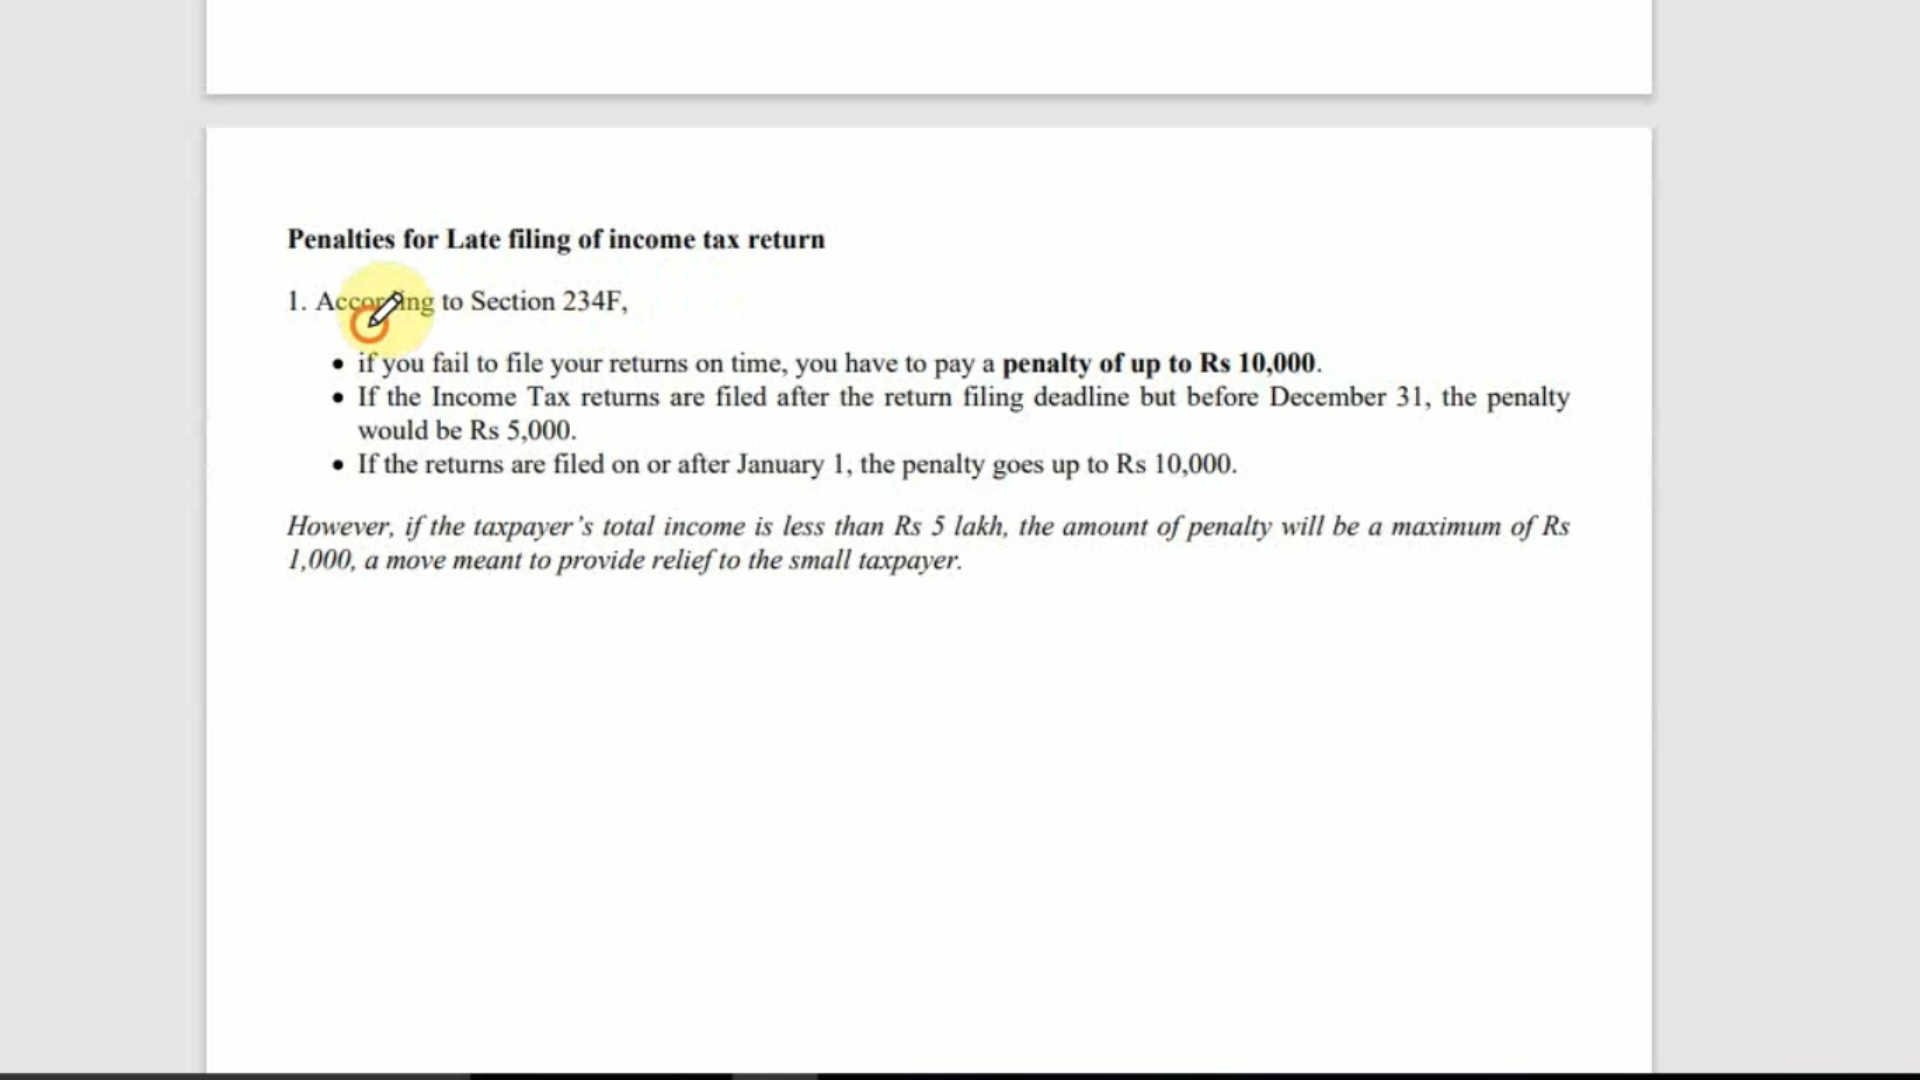 Penalties for Late filing of income tax return
1. According to Section 234F,
• if you fail to file your returns on time, you have to pay a penalty of up to Rs 10,000.
• If the Income Tax returns are filed after the return filing deadline but before December 31, the penalty
would be Rs 5,000.
• If the returns are filed on or after January 1, the penalty goes up to Rs 10,000.
However, if the taxpayer's total income is less than Rs 5 lakh, the amount of penalty will be a maximum of Rs
1,000, a move meant to provide relief to the small taxpayer.